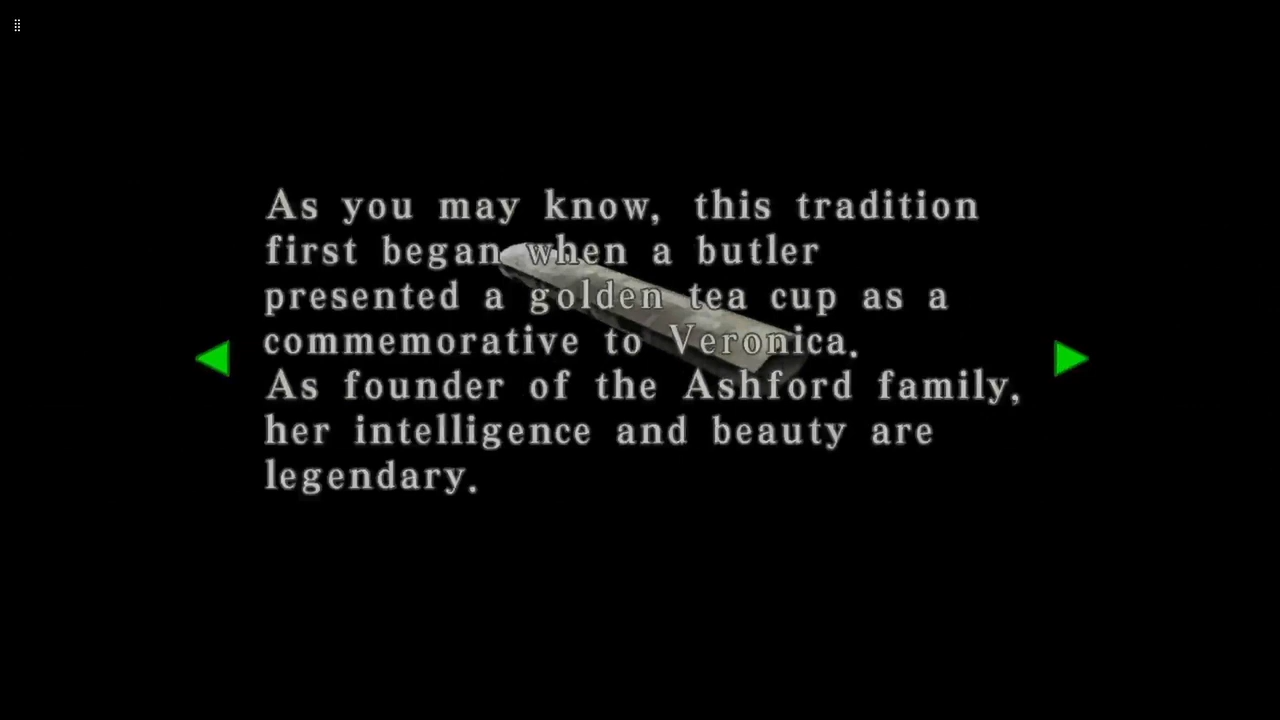 As you may know, this tradition
first began when a butler
presented a golden tea cup as a
commemorative to Veronica.
As founder of the Ashford family,
her intelligence and beauty are
legendary.